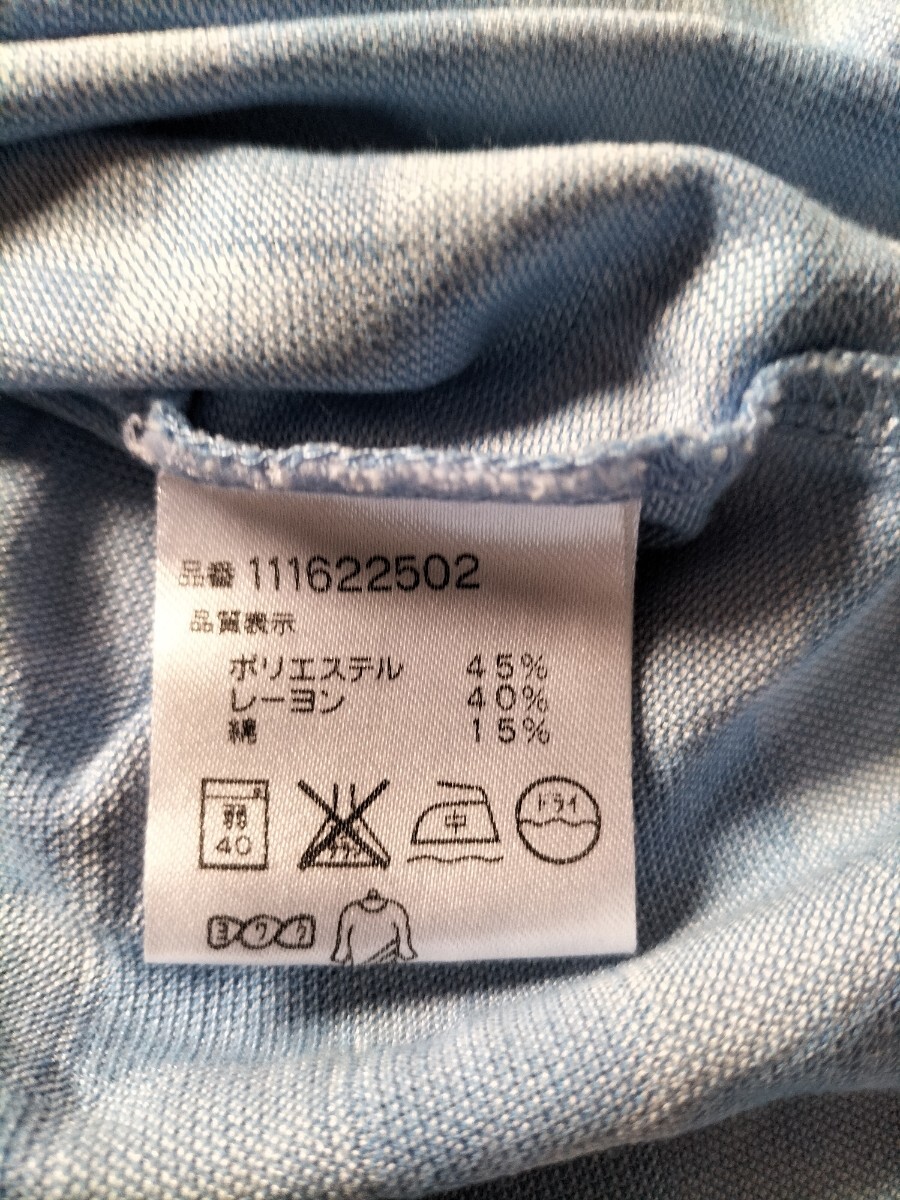 品番 111622502
品質表示
ポリエステル 45%
レーヨン 40%
綿 15%
弱 40 中 ドライ
ヨワク